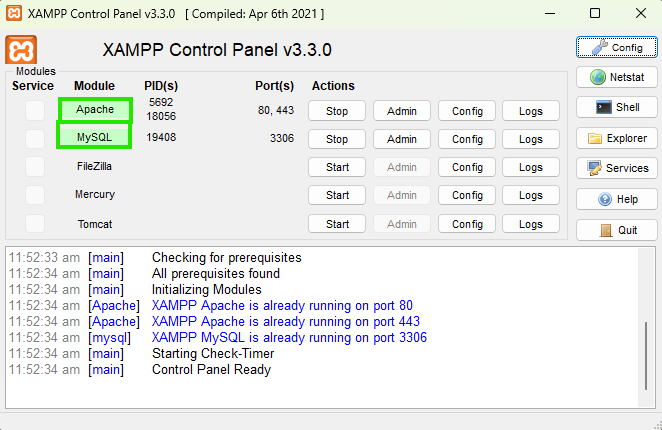 XAMPP Control Panel v3.3.0 [ Compiled: Apr 6th 2021 ]
XAMPP Control Panel v3.3.0
Config
Modules
Service Module PID(s) Port(s) Actions
Netstat
Apache 5692 18056 80, 443 Stop Admin Config Logs
Shell
MySQL 19408 3306 Stop Admin Config Logs
Explorer
FileZilla Start Admin Config Logs
Services
Mercury Start Admin Config Logs
Help
Tomcat Start Admin Config Logs
Quit
11:52:33 am [main] Checking for prerequisites
11:52:34 am [main] All prerequisites found
11:52:34 am [main] Initializing Modules
11:52:34 am [Apache] XAMPP Apache is already running on port 80
11:52:34 am [Apache] XAMPP Apache is already running on port 443
11:52:34 am [mysql] XAMPP MySQL is already running on port 3306
11:52:34 am [main] Starting Check-Timer
11:52:34 am [main] Control Panel Ready